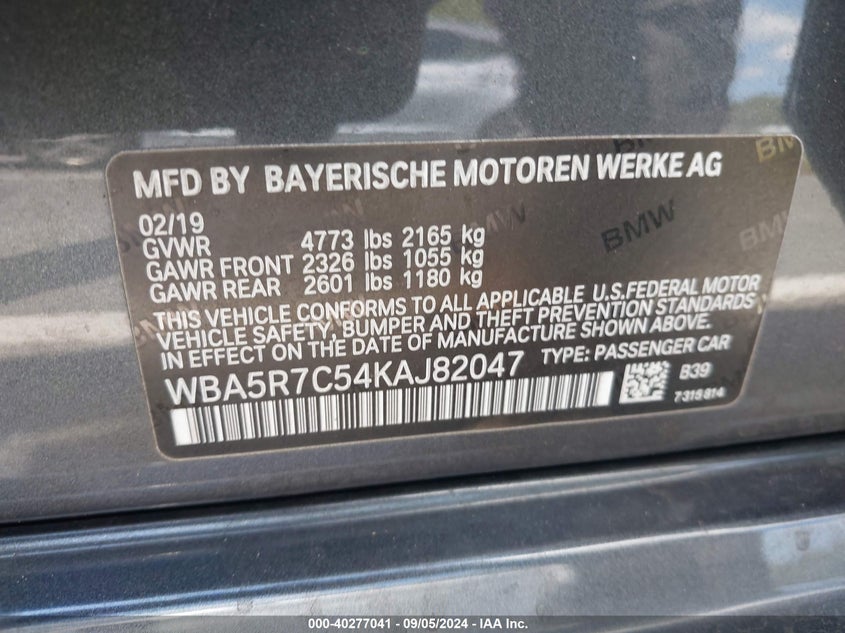 MFD BY BAYERISCHE MOTOREN WERKE AG
02/19
GVWR 4773 lbs 2165 kg
GAWR FRONT 2326 lbs 1055 kg
GAWR REAR 2601 lbs 1180 kg
THIS VEHICLE CONFORMS TO ALL APPLICABLE U.S.FEDERAL MOTOR
VEHICLE SAFETY, BUMPER AND THEFT PREVENTION STANDARDS
IN EFFECT ON THE DATE OF MANUFACTURE SHOWN ABOVE.
WBA5R7C54KAJ82047 TYPE: PASSENGER CAR
B39
7315814
BMW
BMW
000-40277041 - 09/05/2024 - IAA Inc.